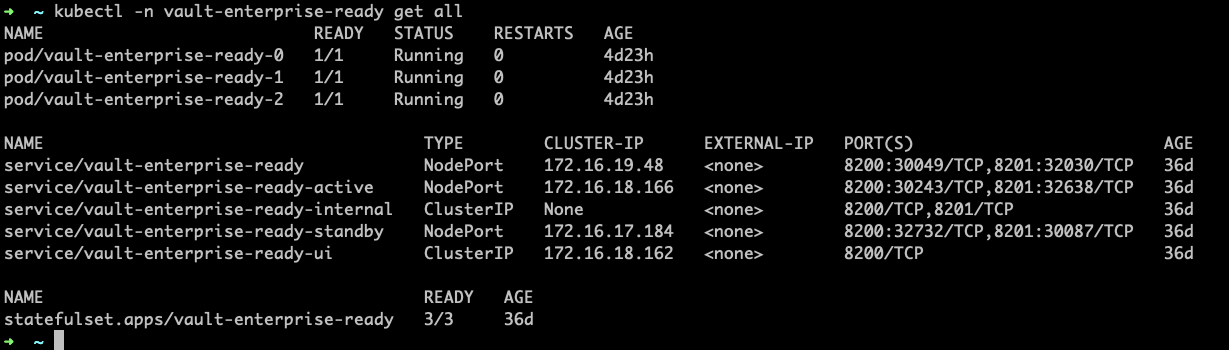 ➜ ~ kubectl -n vault-enterprise-ready get all
NAME READY STATUS RESTARTS AGE
pod/vault-enterprise-ready-0 1/1 Running 0 4d23h
pod/vault-enterprise-ready-1 1/1 Running 0 4d23h
pod/vault-enterprise-ready-2 1/1 Running 0 4d23h
NAME TYPE CLUSTER-IP EXTERNAL-IP PORT(S) AGE
service/vault-enterprise-ready NodePort 172.16.19.48 <none> 8200:30049/TCP,8201:32030/TCP 36d
service/vault-enterprise-ready-active NodePort 172.16.18.166 <none> 8200:30243/TCP,8201:32638/TCP 36d
service/vault-enterprise-ready-internal ClusterIP None <none> 8200/TCP,8201/TCP 36d
service/vault-enterprise-ready-standby NodePort 172.16.17.184 <none> 8200:32732/TCP,8201:30087/TCP 36d
service/vault-enterprise-ready-ui ClusterIP 172.16.18.162 <none> 8200/TCP 36d
NAME READY AGE
statefulset.apps/vault-enterprise-ready 3/3 36d
➜ ~